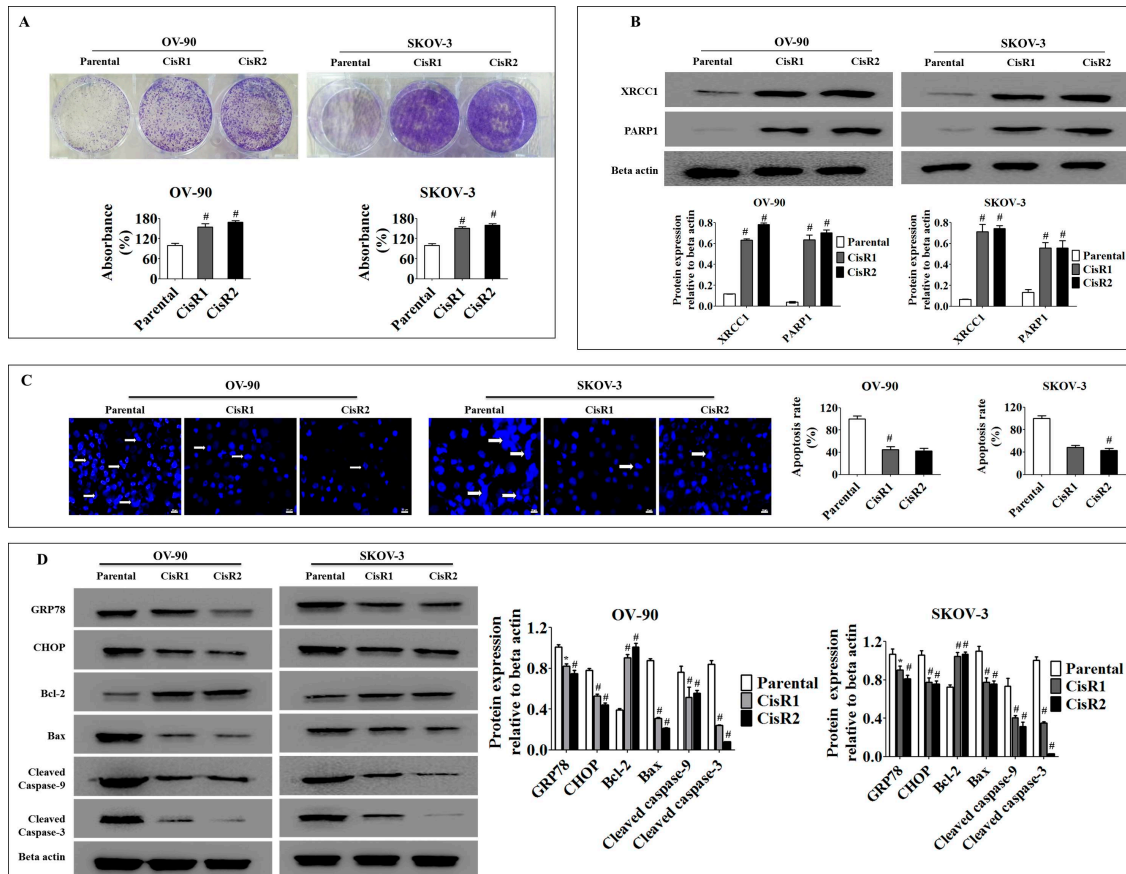 A
OV-90
SKOV-3
Parental CisR1 CisR2
Parental CisR1 CisR2
OV-90
Absorbance
(%)
180
120
60
0
# #
Parental
CisR1
CisR2
SKOV-3
Absorbance
(%)
180
120
60
0
# #
Parental
CisR1
CisR2
B
OV-90
SKOV-3
Parental CisR1 CisR2
Parental CisR1 CisR2
XRCC1
PARP1
Beta actin
OV-90
Protein expression
relative to beta actin
0.8
0.6
0.4
0.2
0.0
# # # #
XRCC1
PARP1
Parental
CisR1
CisR2
SKOV-3
Protein expression
relative to beta actin
0.8
0.6
0.4
0.2
0.0
# # # #
XRCC1
PARP1
Parental
CisR1
CisR2
C
OV-90
SKOV-3
Parental CisR1 CisR2
Parental CisR1 CisR2
OV-90
Apoptosis rate
(%)
120
80
40
0
#
Parental
CisR1
CisR2
SKOV-3
Apoptosis rate
(%)
120
80
40
0
#
Parental
CisR1
CisR2
D
OV-90
SKOV-3
Parental CisR1 CisR2
Parental CisR1 CisR2
GRP78
CHOP
Bcl-2
Bax
Cleaved
Caspase-9
Cleaved
Caspase-3
Beta actin
OV-90
Protein expression
relative to beta actin
1.2
0.8
0.4
0.0
* # # # # # # # # # # #
GRP78
CHOP
Bcl-2
Bax
Cleaved caspase-9
Cleaved caspase-3
Parental
CisR1
CisR2
SKOV-3
Protein expression
relative to beta actin
1.2
0.8
0.4
0.0
* # # # # # # # # # # #
GRP78
CHOP
Bcl-2
Bax
Cleaved caspase-9
Cleaved caspase-3
Parental
CisR1
CisR2